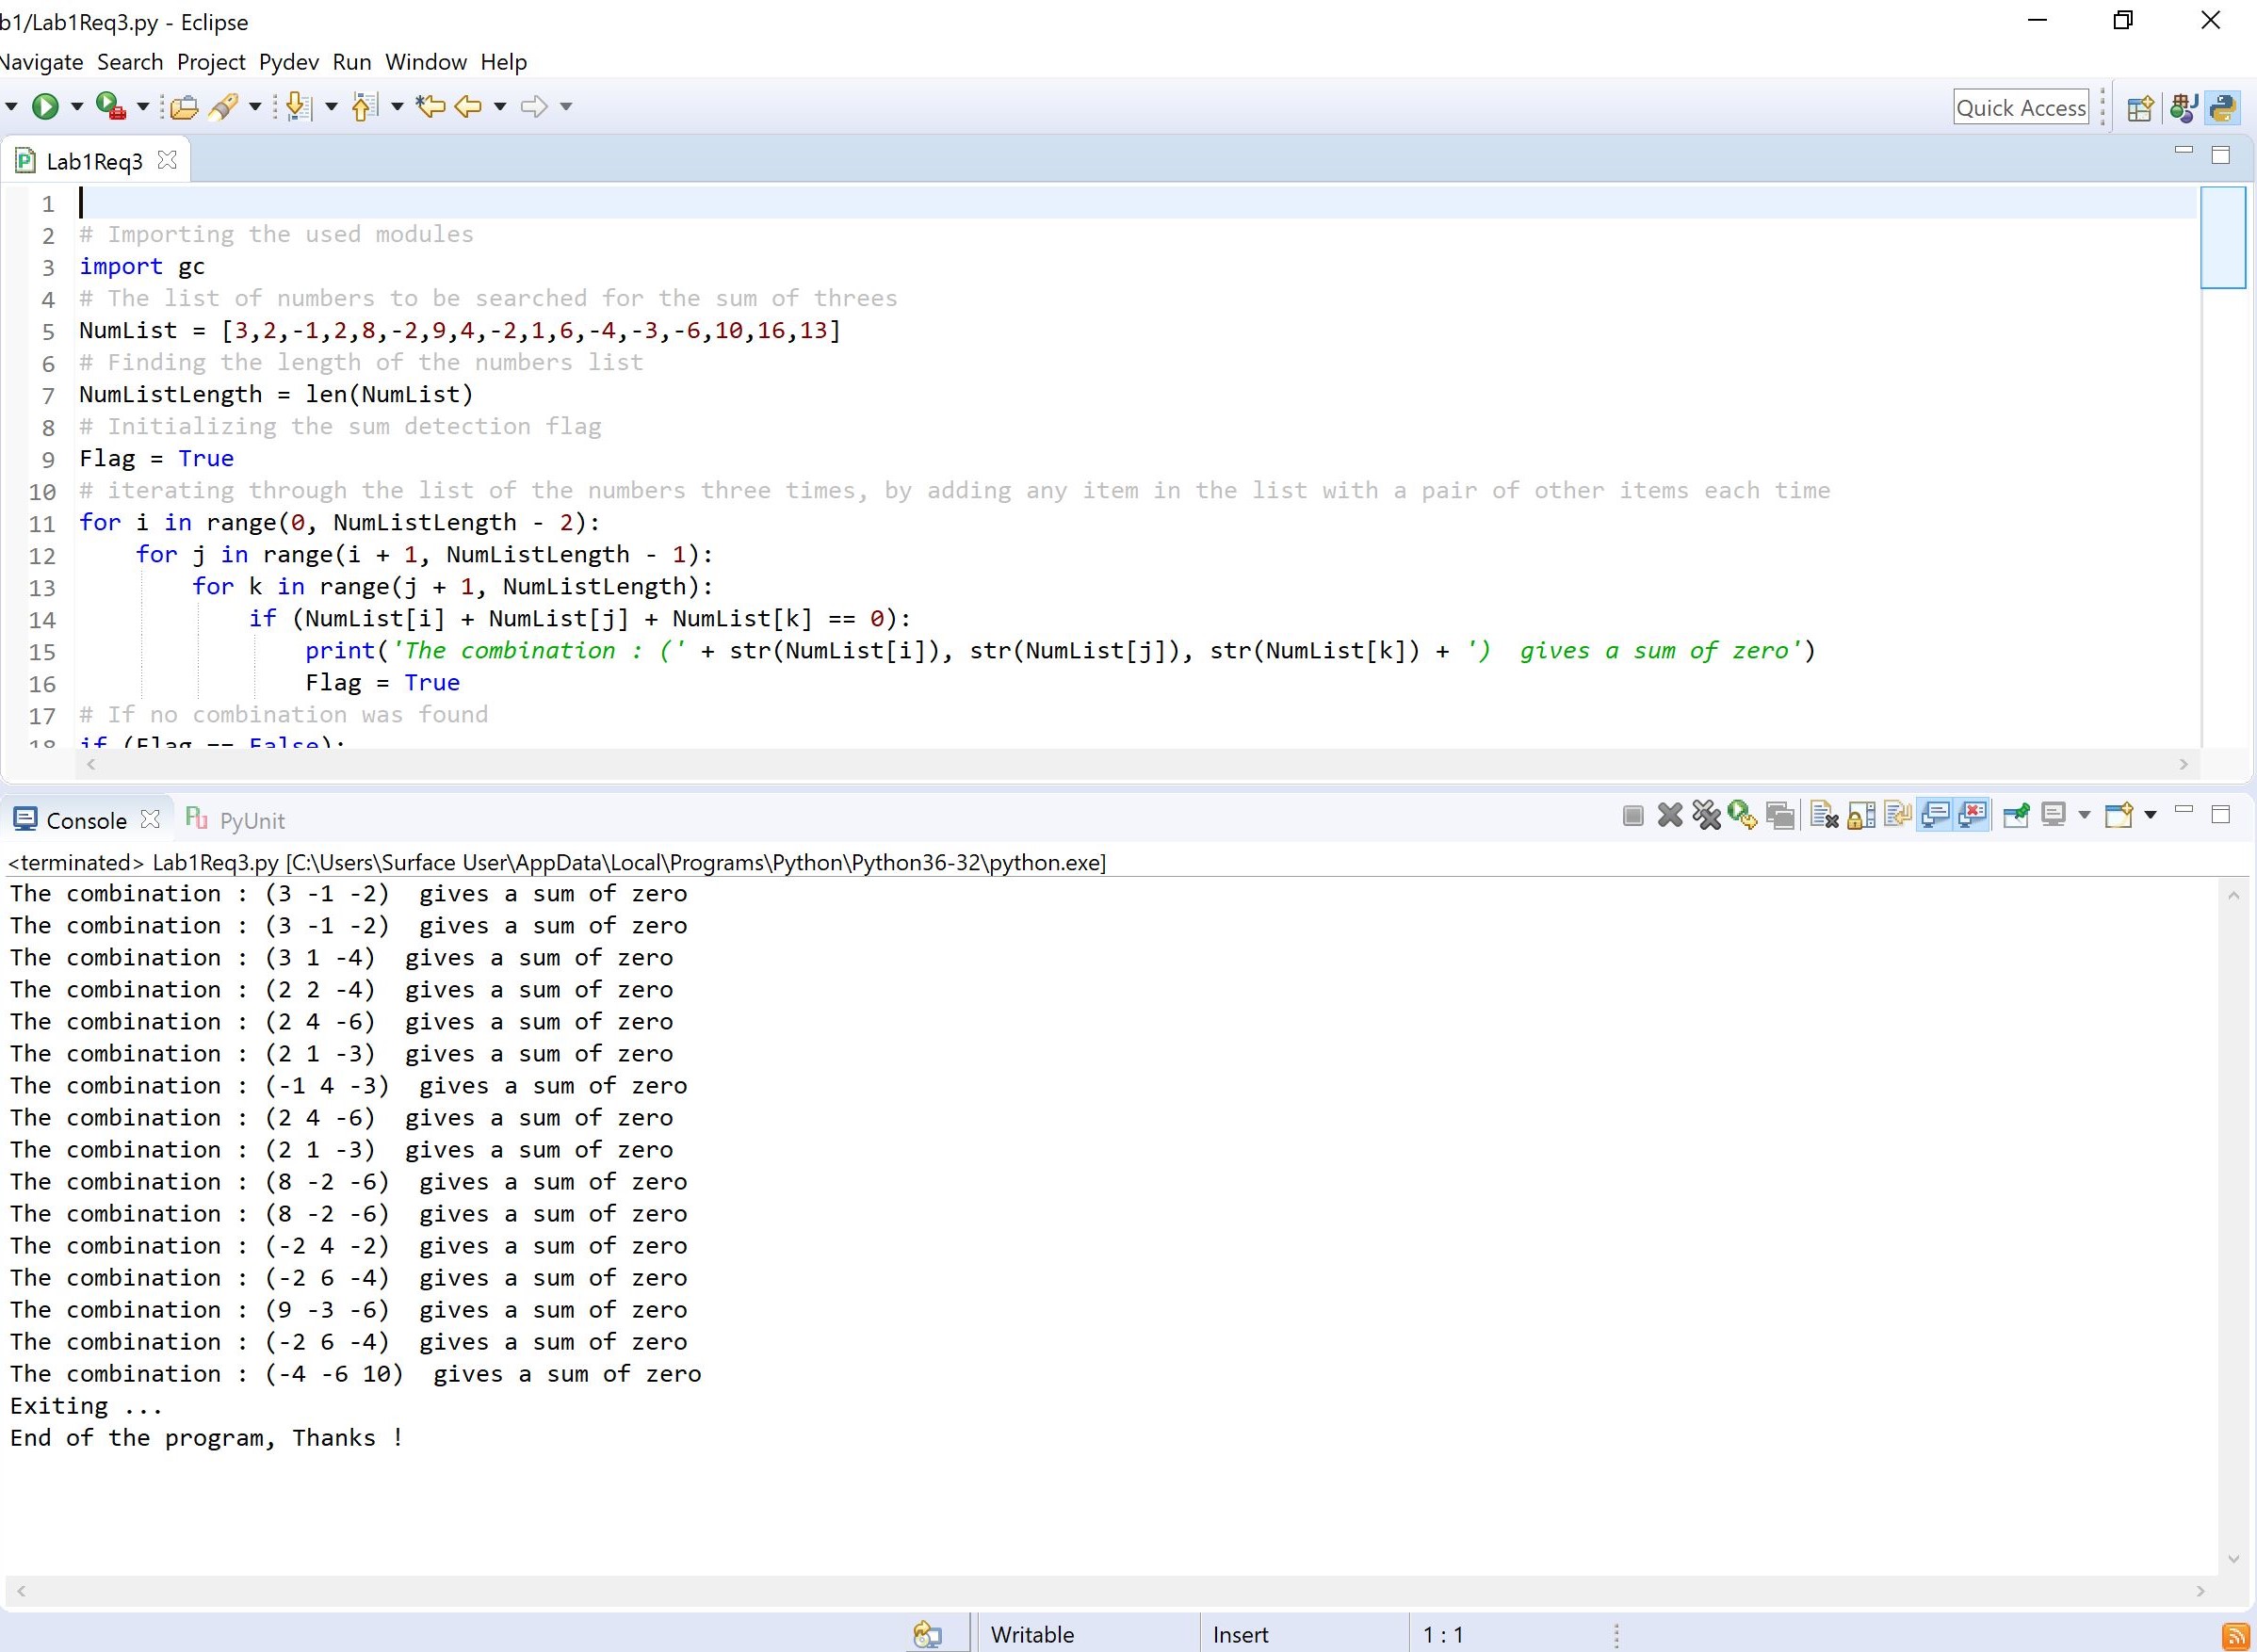 b1/Lab1Req3.py - Eclipse
Navigate Search Project Pydev Run Window Help
Quick Access
Lab1Req3
1
2 # Importing the used modules
3 import gc
4 # The list of numbers to be searched for the sum of threes
5 NumList = [3,2,-1,2,8,-2,9,4,-2,1,6,-4,-3,-6,10,16,13]
6 # Finding the length of the numbers list
7 NumListLength = len(NumList)
8 # Initializing the sum detection flag
9 Flag = True
10 # iterating through the list of the numbers three times, by adding any item in the list with a pair of other items each time
11 for i in range(0, NumListLength - 2):
12     for j in range(i + 1, NumListLength - 1):
13         for k in range(j + 1, NumListLength):
14             if (NumList[i] + NumList[j] + NumList[k] == 0):
15                 print('The combination : (' + str(NumList[i]), str(NumList[j]), str(NumList[k]) + ')  gives a sum of zero')
16                 Flag = True
17 # If no combination was found
18 if (Flag == False):
Console PyUnit
<terminated> Lab1Req3.py [C:\Users\Surface User\AppData\Local\Programs\Python\Python36-32\python.exe]
The combination : (3 -1 -2)  gives a sum of zero
The combination : (3 -1 -2)  gives a sum of zero
The combination : (3 1 -4)  gives a sum of zero
The combination : (2 2 -4)  gives a sum of zero
The combination : (2 4 -6)  gives a sum of zero
The combination : (2 1 -3)  gives a sum of zero
The combination : (-1 4 -3)  gives a sum of zero
The combination : (2 4 -6)  gives a sum of zero
The combination : (2 1 -3)  gives a sum of zero
The combination : (8 -2 -6)  gives a sum of zero
The combination : (8 -2 -6)  gives a sum of zero
The combination : (-2 4 -2)  gives a sum of zero
The combination : (-2 6 -4)  gives a sum of zero
The combination : (9 -3 -6)  gives a sum of zero
The combination : (-2 6 -4)  gives a sum of zero
The combination : (-4 -6 10)  gives a sum of zero
Exiting ...
End of the program, Thanks !
Writable Insert 1 : 1